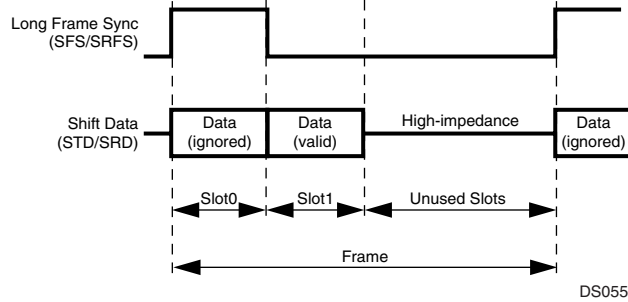 Long Frame Sync
(SFS/SRFS)
Shift Data
(STD/SRD)
Data
(ignored)
Data
(valid)
High-impedance
Data
(ignored)
Slot0
Slot1
Unused Slots
Frame
DS055